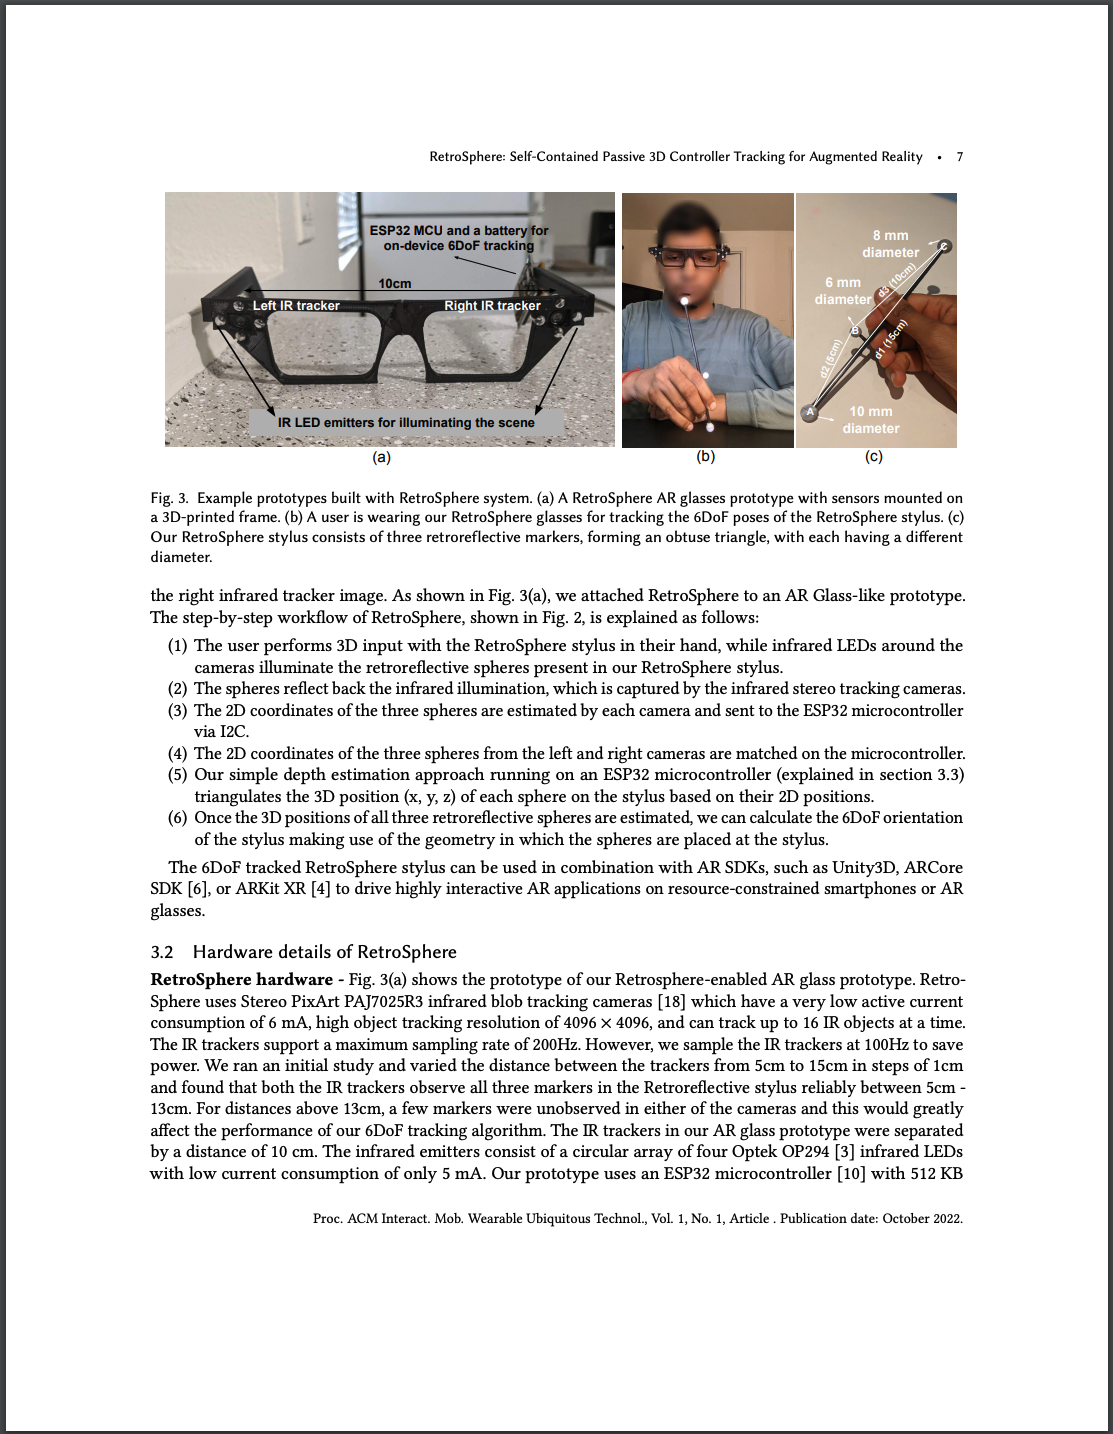 RetroSphere: Self-Contained Passive 3D Controller Tracking for Augmented Reality • 7
ESP32 MCU and a battery for
on-device 6DoF tracking
10cm
Left IR tracker
Right IR tracker
IR LED emitters for illuminating the scene
(a)
(b)
8 mm
diameter
C
d3 (10cm)
6 mm
diameter
B
d1 (15cm)
d2 (5cm)
A
10 mm
diameter
(c)
Fig. 3. Example prototypes built with RetroSphere system. (a) A RetroSphere AR glasses prototype with sensors mounted on
a 3D-printed frame. (b) A user is wearing our RetroSphere glasses for tracking the 6DoF poses of the RetroSphere stylus. (c)
Our RetroSphere stylus consists of three retroreflective markers, forming an obtuse triangle, with each having a different
diameter.
the right infrared tracker image. As shown in Fig. 3(a), we attached RetroSphere to an AR Glass-like prototype.
The step-by-step workflow of RetroSphere, shown in Fig. 2, is explained as follows:
(1) The user performs 3D input with the RetroSphere stylus in their hand, while infrared LEDs around the
cameras illuminate the retroreflective spheres present in our RetroSphere stylus.
(2) The spheres reflect back the infrared illumination, which is captured by the infrared stereo tracking cameras.
(3) The 2D coordinates of the three spheres are estimated by each camera and sent to the ESP32 microcontroller
via I2C.
(4) The 2D coordinates of the three spheres from the left and right cameras are matched on the microcontroller.
(5) Our simple depth estimation approach running on an ESP32 microcontroller (explained in section 3.3)
triangulates the 3D position (x, y, z) of each sphere on the stylus based on their 2D positions.
(6) Once the 3D positions of all three retroreflective spheres are estimated, we can calculate the 6DoF orientation
of the stylus making use of the geometry in which the spheres are placed at the stylus.
The 6DoF tracked RetroSphere stylus can be used in combination with AR SDKs, such as Unity3D, ARCore
SDK [6], or ARKit XR [4] to drive highly interactive AR applications on resource-constrained smartphones or AR
glasses.
3.2 Hardware details of RetroSphere
RetroSphere hardware - Fig. 3(a) shows the prototype of our Retrosphere-enabled AR glass prototype. Retro-
Sphere uses Stereo PixArt PAJ7025R3 infrared blob tracking cameras [18] which have a very low active current
consumption of 6 mA, high object tracking resolution of 4096 × 4096, and can track up to 16 IR objects at a time.
The IR trackers support a maximum sampling rate of 200Hz. However, we sample the IR trackers at 100Hz to save
power. We ran an initial study and varied the distance between the trackers from 5cm to 15cm in steps of 1cm
and found that both the IR trackers observe all three markers in the Retroreflective stylus reliably between 5cm -
13cm. For distances above 13cm, a few markers were unobserved in either of the cameras and this would greatly
affect the performance of our 6DoF tracking algorithm. The IR trackers in our AR glass prototype were separated
by a distance of 10 cm. The infrared emitters consist of a circular array of four Optek OP294 [3] infrared LEDs
with low current consumption of only 5 mA. Our prototype uses an ESP32 microcontroller [10] with 512 KB
Proc. ACM Interact. Mob. Wearable Ubiquitous Technol., Vol. 1, No. 1, Article . Publication date: October 2022.